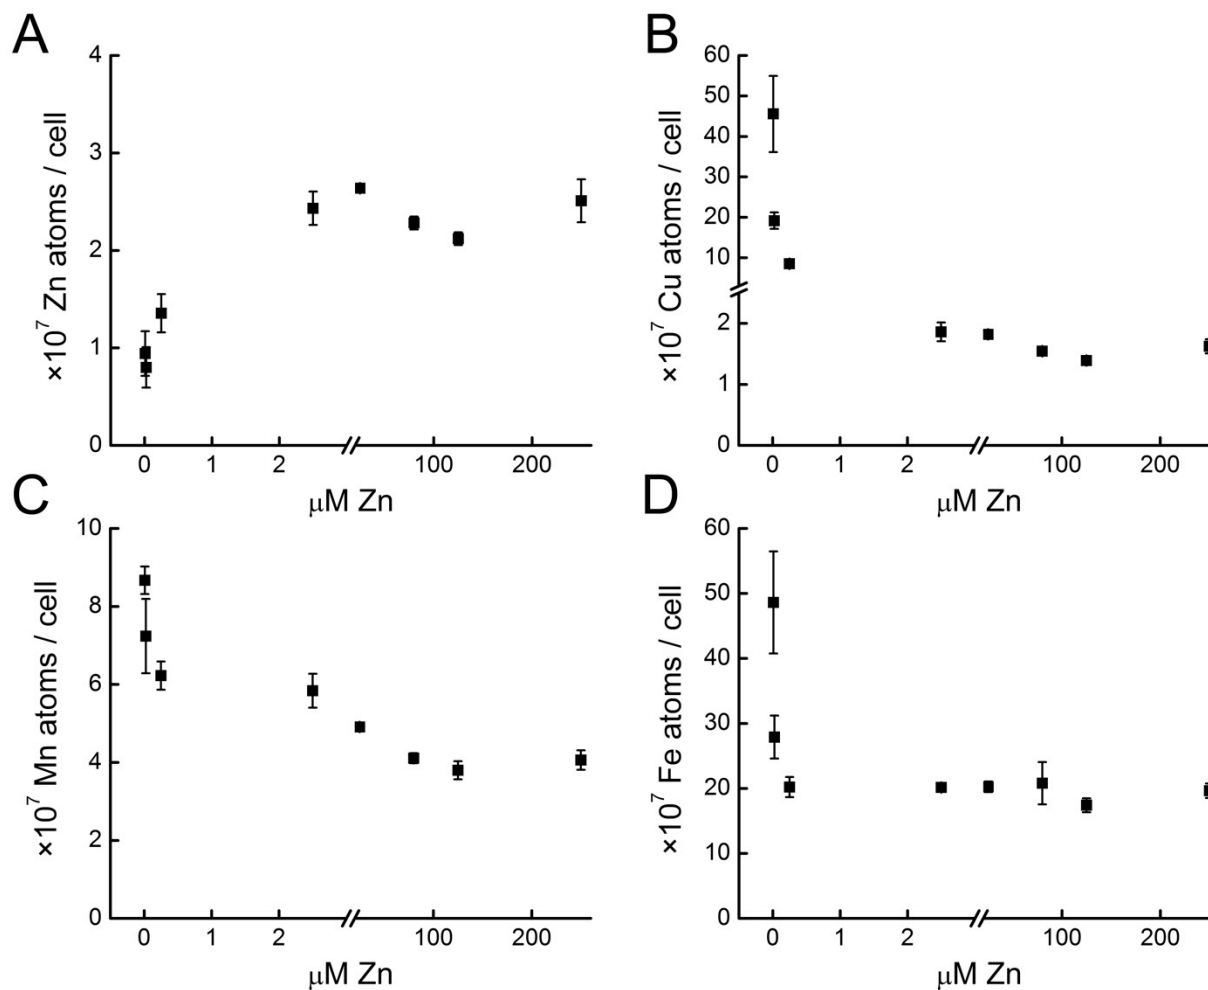 A
×10⁷ Zn atoms / cell
4
3
2
1
0
0 1 2 100 200
μM Zn
B
×10⁷ Cu atoms / cell
60
50
40
30
20
10
2
1
0
0 1 2 100 200
μM Zn
C
×10⁷ Mn atoms / cell
10
8
6
4
2
0
0 1 2 100 200
μM Zn
D
×10⁷ Fe atoms / cell
60
50
40
30
20
10
0
0 1 2 100 200
μM Zn